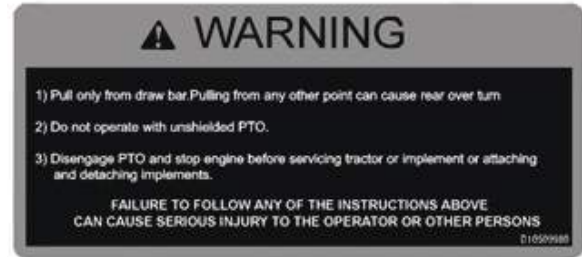 WARNING
1) Pull only from draw bar.Pulling from any other point can cause rear over turn
2) Do not operate with unshielded PTO.
3) Disengage PTO and stop engine before servicing tractor or implement or attaching
and detaching implements.
FAILURE TO FOLLOW ANY OF THE INSTRUCTIONS ABOVE
CAN CAUSE SERIOUS INJURY TO THE OPERATOR OR OTHER PERSONS